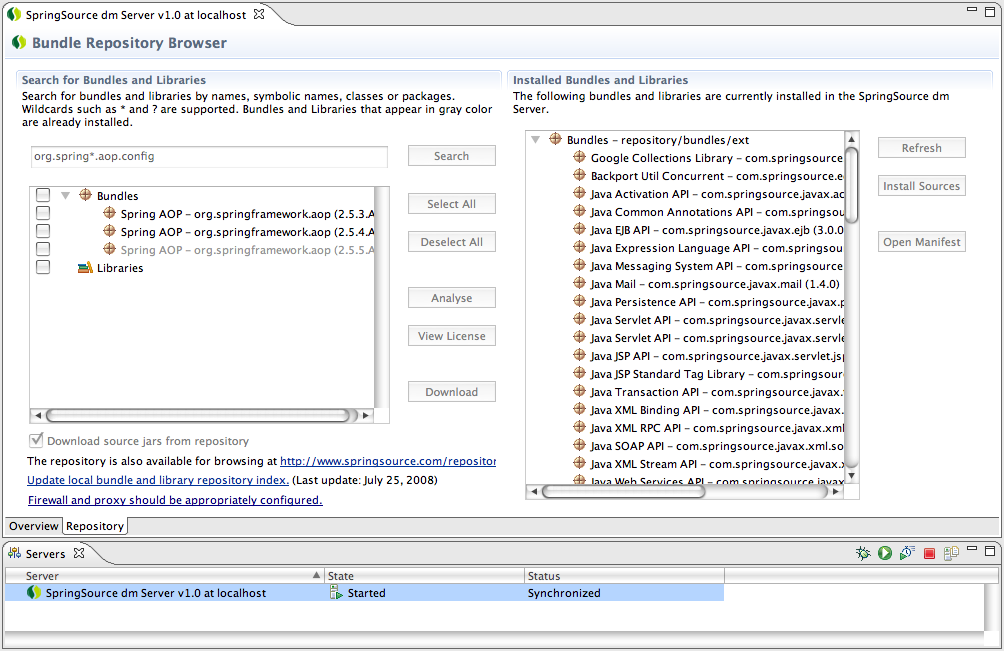 SpringSource dm Server v1.0 at localhost
Bundle Repository Browser
Search for Bundles and Libraries
Search for bundles and libraries by names, symbolic names, classes or packages.
Wildcards such as * and ? are supported. Bundles and Libraries that appear in gray color
are already installed.
org.spring*.aop.config
Search
Bundles
Spring AOP – org.springframework.aop (2.5.3.A
Spring AOP – org.springframework.aop (2.5.4.A
Spring AOP – org.springframework.aop (2.5.5.A
Libraries
Select All
Deselect All
Analyse
View License
Download
Download source jars from repository
The repository is also available for browsing at http://www.springsource.com/repositor
Update local bundle and library repository index. (Last update: July 25, 2008)
Firewall and proxy should be appropriately configured.
Installed Bundles and Libraries
The following bundles and libraries are currently installed in the SpringSource dm
Server.
Bundles – repository/bundles/ext
Google Collections Library – com.springsource
Backport Util Concurrent – com.springsource.e
Java Activation API – com.springsource.javax.ac
Java Common Annotations API – com.springsou
Java EJB API – com.springsource.javax.ejb (3.0.0
Java Expression Language API – com.springsour
Java Messaging System API – com.springsource
Java Mail – com.springsource.javax.mail (1.4.0)
Java Persistence API – com.springsource.javax.p
Java Servlet API – com.springsource.javax.servle
Java Servlet API – com.springsource.javax.servle
Java JSP API – com.springsource.javax.servlet.jsp
Java JSP Standard Tag Library – com.springsour
Java Transaction API – com.springsource.javax.
Java XML Binding API – com.springsource.javax.
Java XML RPC API – com.springsource.javax.xml
Java SOAP API – com.springsource.javax.xml.so
Java XML Stream API – com.springsource.javax.
Java Web Services API – com.springsource.javax
Refresh
Install Sources
Open Manifest
Overview
Repository
Servers
Server
State
Status
SpringSource dm Server v1.0 at localhost
Started
Synchronized